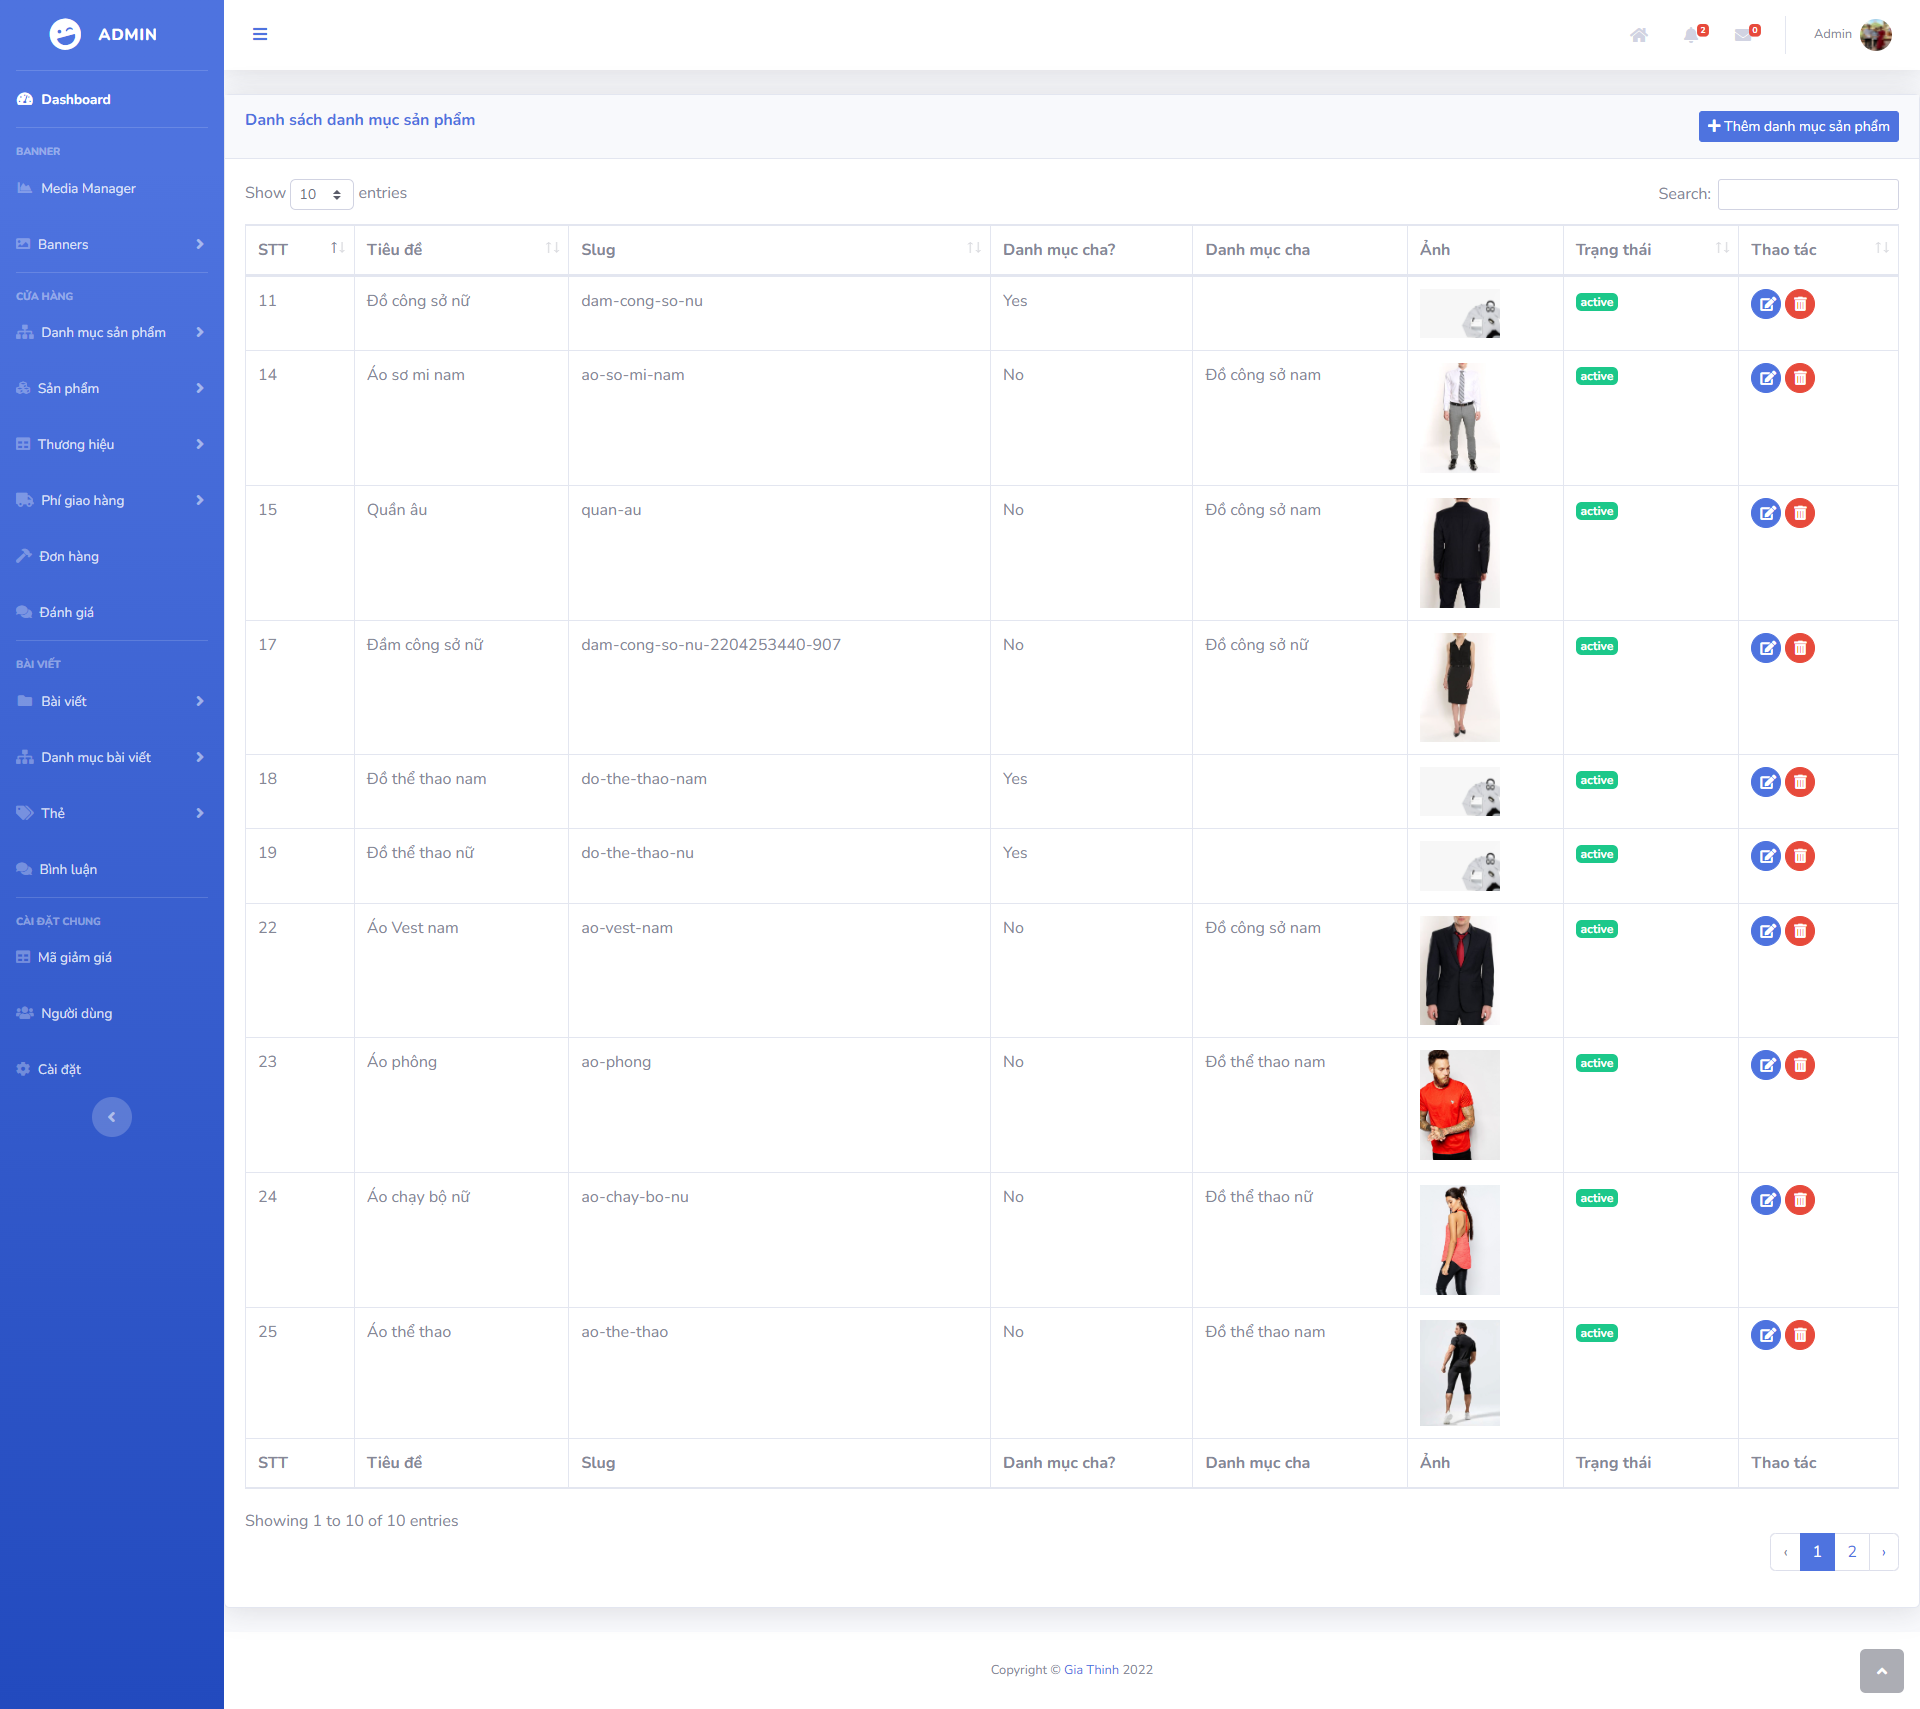 ADMIN
Dashboard
BANNER
Media Manager
Banners
CỬA HÀNG
Danh mục sản phẩm
Sản phẩm
Thương hiệu
Phí giao hàng
Đơn hàng
Đánh giá
BÀI VIẾT
Bài viết
Danh mục bài viết
Thẻ
Bình luận
CÀI ĐẶT CHUNG
Mã giảm giá
Người dùng
Cài đặt
2 0 Admin
Danh sách danh mục sản phẩm Thêm danh mục sản phẩm
Show 10 entries Search:
STT Tiêu đề Slug Danh mục cha? Danh mục cha Ảnh Trạng thái Thao tác
11 Đồ công sở nữ dam-cong-so-nu Yes active
14 Áo sơ mi nam ao-so-mi-nam No Đồ công sở nam active
15 Quần âu quan-au No Đồ công sở nam active
17 Đầm công sở nữ dam-cong-so-nu-2204253440-907 No Đồ công sở nữ active
18 Đồ thể thao nam do-the-thao-nam Yes active
19 Đồ thể thao nữ do-the-thao-nu Yes active
22 Áo Vest nam ao-vest-nam No Đồ công sở nam active
23 Áo phông ao-phong No Đồ thể thao nam active
24 Áo chạy bộ nữ ao-chay-bo-nu No Đồ thể thao nữ active
25 Áo thể thao ao-the-thao No Đồ thể thao nam active
STT Tiêu đề Slug Danh mục cha? Danh mục cha Ảnh Trạng thái Thao tác
Showing 1 to 10 of 10 entries
‹ 1 2 ›
Copyright © Gia Thinh 2022